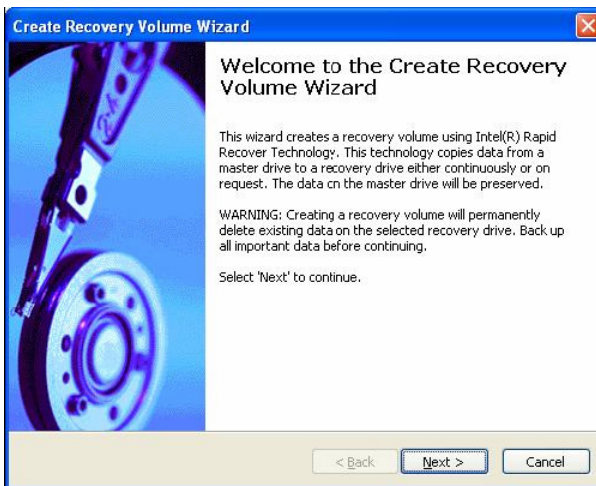 Create Recovery Volume Wizard
Welcome to the Create Recovery
Volume Wizard
This wizard creates a recovery volume using Intel(R) Rapid
Recover Technology. This technology copies data from a
master drive to a recovery drive either continuously or on
request. The data on the master drive will be preserved.
WARNING: Creating a recovery volume will permanently
delete existing data on the selected recovery drive. Back up
all important data before continuing.
Select 'Next' to continue.
< Back
Next >
Cancel